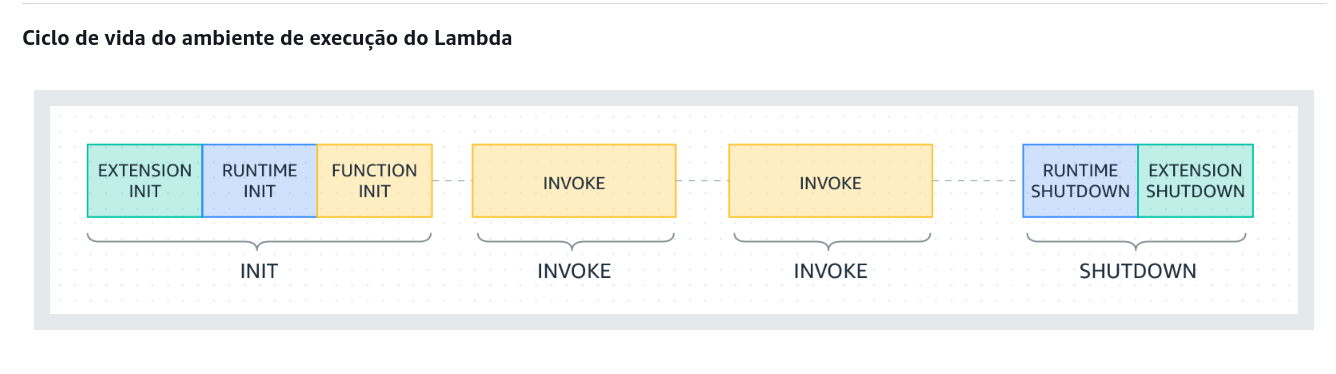 Ciclo de vida do ambiente de execução do Lambda
EXTENSION
INIT
RUNTIME
INIT
FUNCTION
INIT
INVOKE
INVOKE
RUNTIME
SHUTDOWN
EXTENSION
SHUTDOWN
INIT
INVOKE
INVOKE
SHUTDOWN